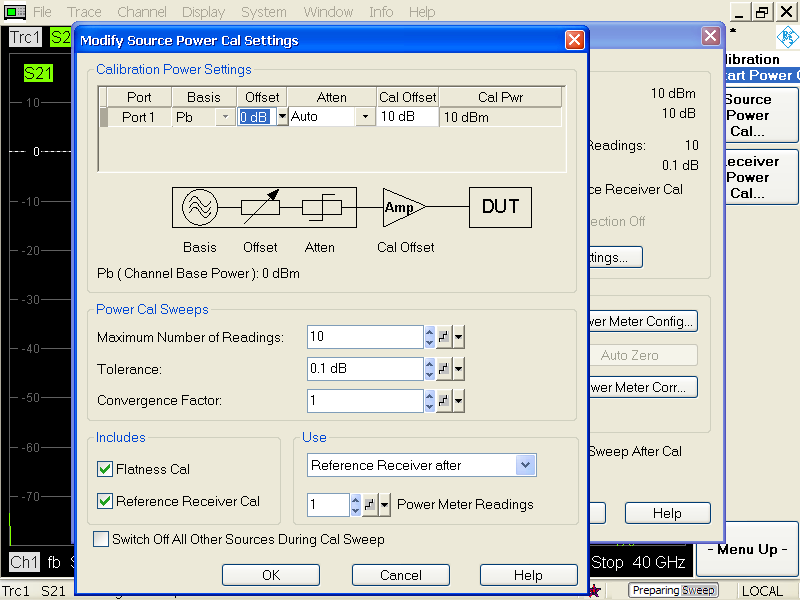 File Trace Channel Display System Window Info Help
Trc1 S2
S21
10
0
-10
-20
-30
-40
-50
-60
-70
Ch1 fb
Stop 40 GHz
Trc1 S21
Preparing Sweep
LOCAL
Modify Source Power Cal Settings
Calibration Power Settings
Port Basis Offset Atten Cal Offset Cal Pwr
Port 1 Pb 0 dB Auto 10 dB 10 dBm
Amp
DUT
Basis Offset Atten Cal Offset
Pb ( Channel Base Power ): 0 dBm
Power Cal Sweeps
Maximum Number of Readings: 10
Tolerance: 0.1 dB
Convergence Factor: 1
Includes
Flatness Cal
Reference Receiver Cal
Use
Reference Receiver after
1 Power Meter Readings
Switch Off All Other Sources During Cal Sweep
OK Cancel Help
10 dBm
10 dB
Readings: 10
0.1 dB
ce Receiver Cal
ection Off
ttings...
wer Meter Config...
Auto Zero
wer Meter Corr...
Sweep After Cal
Help
libration
tart Power C
Source
Power
Cal...
eceiver
Power
Cal...
- Menu Up -